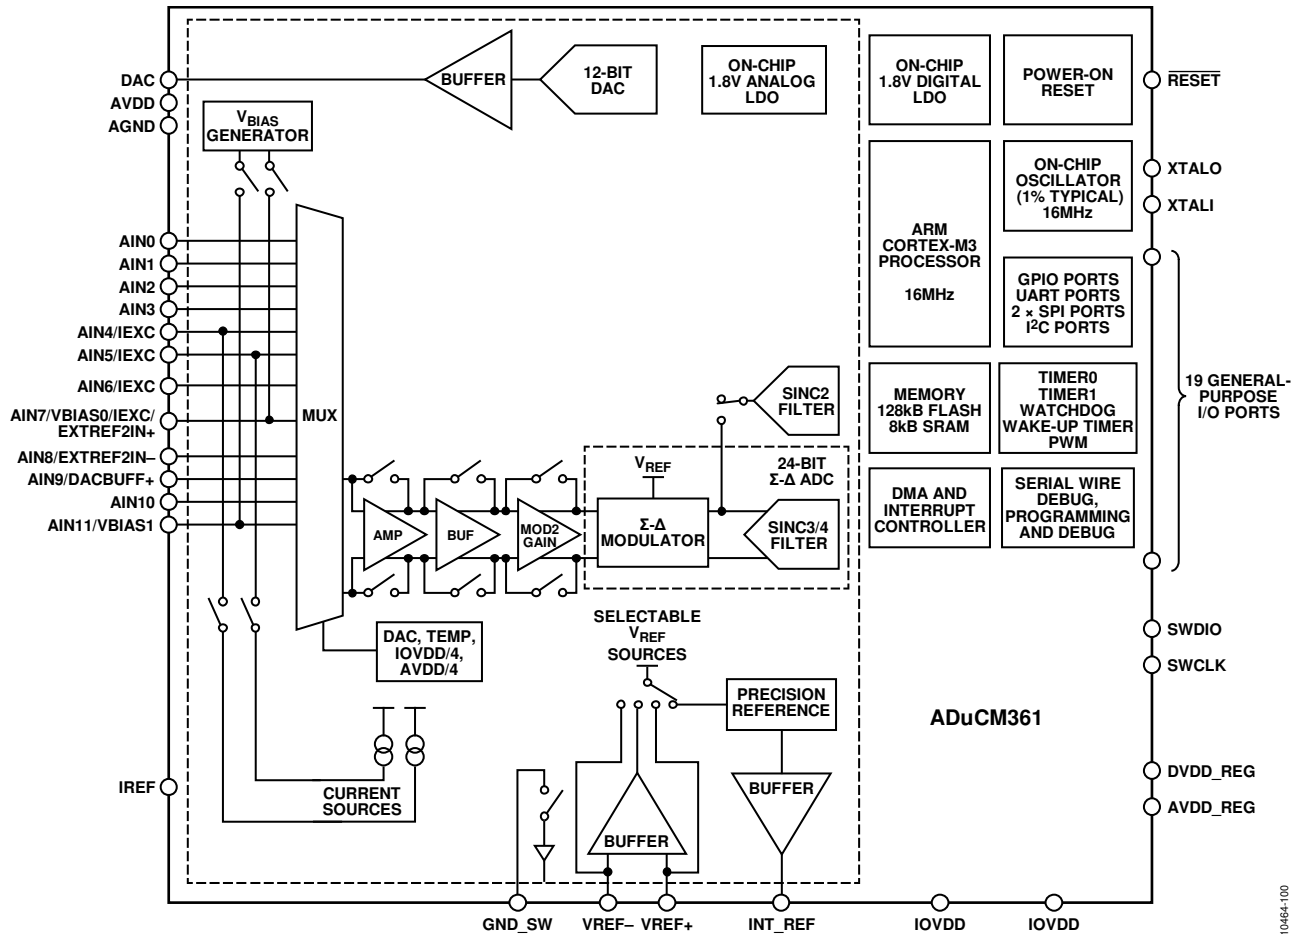 DAC
AVDD
AGND
BUFFER
12-BIT
DAC
ON-CHIP
1.8V ANALOG
LDO
ON-CHIP
1.8V DIGITAL
LDO
POWER-ON
RESET
RESET
VBIAS
GENERATOR
ON-CHIP
OSCILLATOR
(1% TYPICAL)
16MHz
XTALO
XTALI
ARM
CORTEX-M3
PROCESSOR
16MHz
GPIO PORTS
UART PORTS
2 × SPI PORTS
I2C PORTS
AIN0
AIN1
AIN2
AIN3
AIN4/IEXC
AIN5/IEXC
AIN6/IEXC
AIN7/VBIAS0/IEXC/
EXTREF2IN+
AIN8/EXTREF2IN–
AIN9/DACBUFF+
AIN10
AIN11/VBIAS1
MUX
SINC2
FILTER
MEMORY
128kB FLASH
8kB SRAM
TIMER0
TIMER1
WATCHDOG
WAKE-UP TIMER
PWM
19 GENERAL-
PURPOSE
I/O PORTS
VREF
24-BIT
Σ-Δ ADC
AMP
BUF
MOD2
GAIN
Σ-Δ
MODULATOR
SINC3/4
FILTER
DMA AND
INTERRUPT
CONTROLLER
SERIAL WIRE
DEBUG,
PROGRAMMING
AND DEBUG
DAC, TEMP,
IOVDD/4,
AVDD/4
SELECTABLE
VREF
SOURCES
SWDIO
SWCLK
PRECISION
REFERENCE
ADuCM361
IREF
CURRENT
SOURCES
BUFFER
BUFFER
DVDD_REG
AVDD_REG
GND_SW
VREF–
VREF+
INT_REF
IOVDD
IOVDD
10464-100